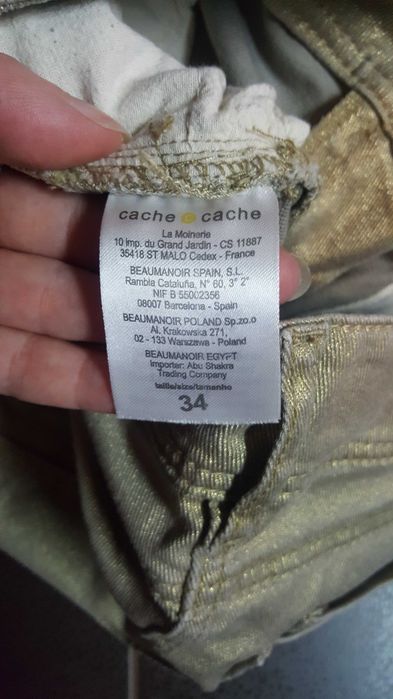 cache cache
La Moinerie
10 Imp. du Grand Jardin - CS 11887
35418 ST MALO Cedex - France
BEAUMANOIR SPAIN, S.L.
Rambla Cataluña, N° 60, 3° 2°
NIF B 55002356
08007 Barcelona - Spain
BEAUMANOIR POLAND Sp.zo.o
Al. Krakowska 271,
02 - 133 Warszawa - Poland
BEAUMANOIR EGYPT
Importer: Abu Shakra
Trading Company
taille/size/tamanho
34